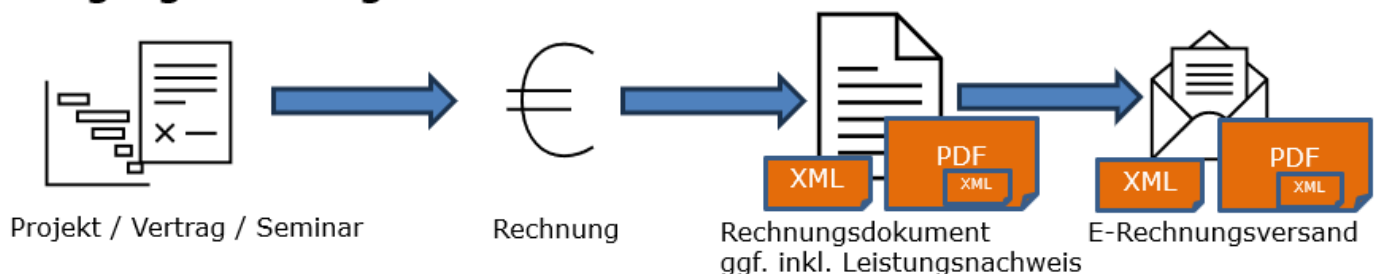 PDF
XML
XML
PDF
XML
XML
Projekt / Vertrag / Seminar
Rechnung
Rechnungsdokument
ggf. inkl. Leistungsnachweis
E-Rechnungsversand